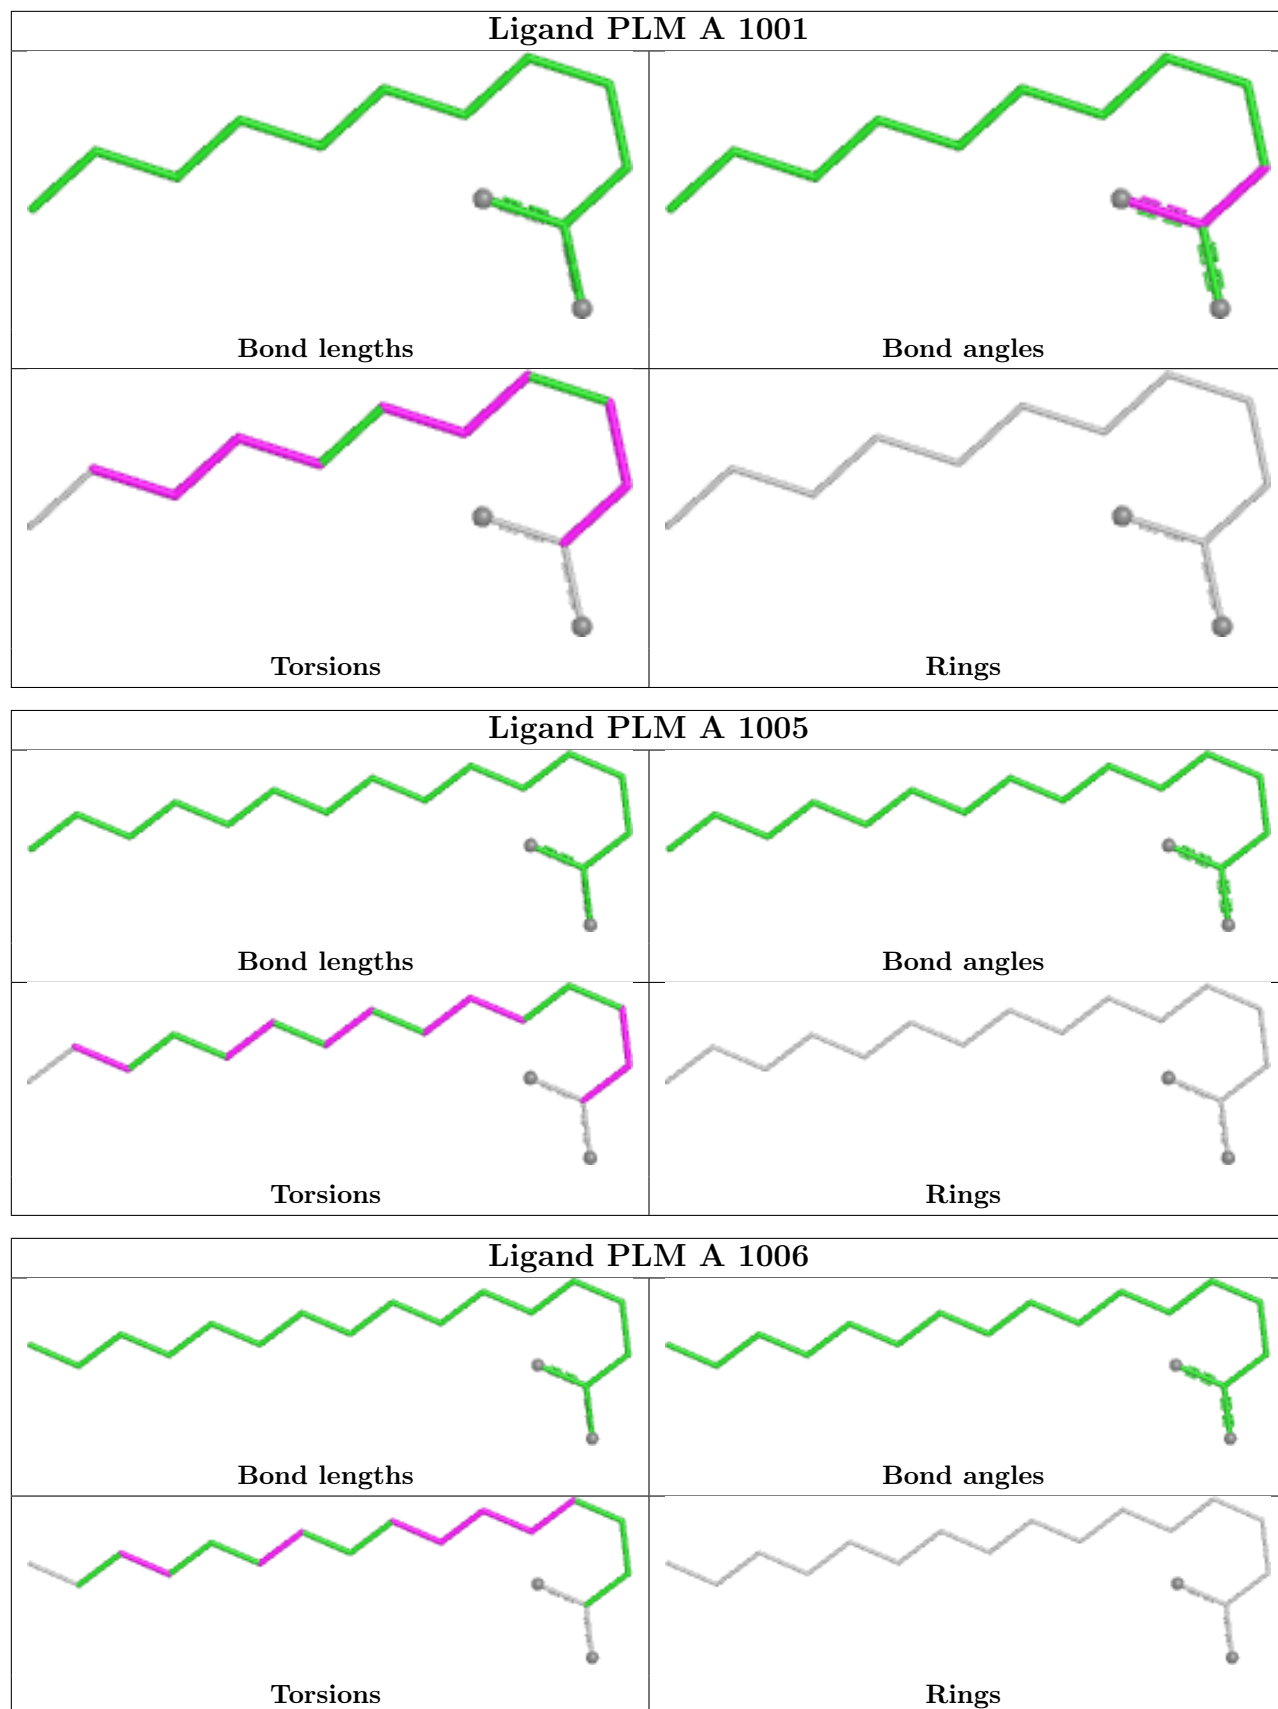 Ligand PLM A 1001
Bond lengths
Bond angles
Torsions
Rings
Ligand PLM A 1005
Bond lengths
Bond angles
Torsions
Rings
Ligand PLM A 1006
Bond lengths
Bond angles
Torsions
Rings